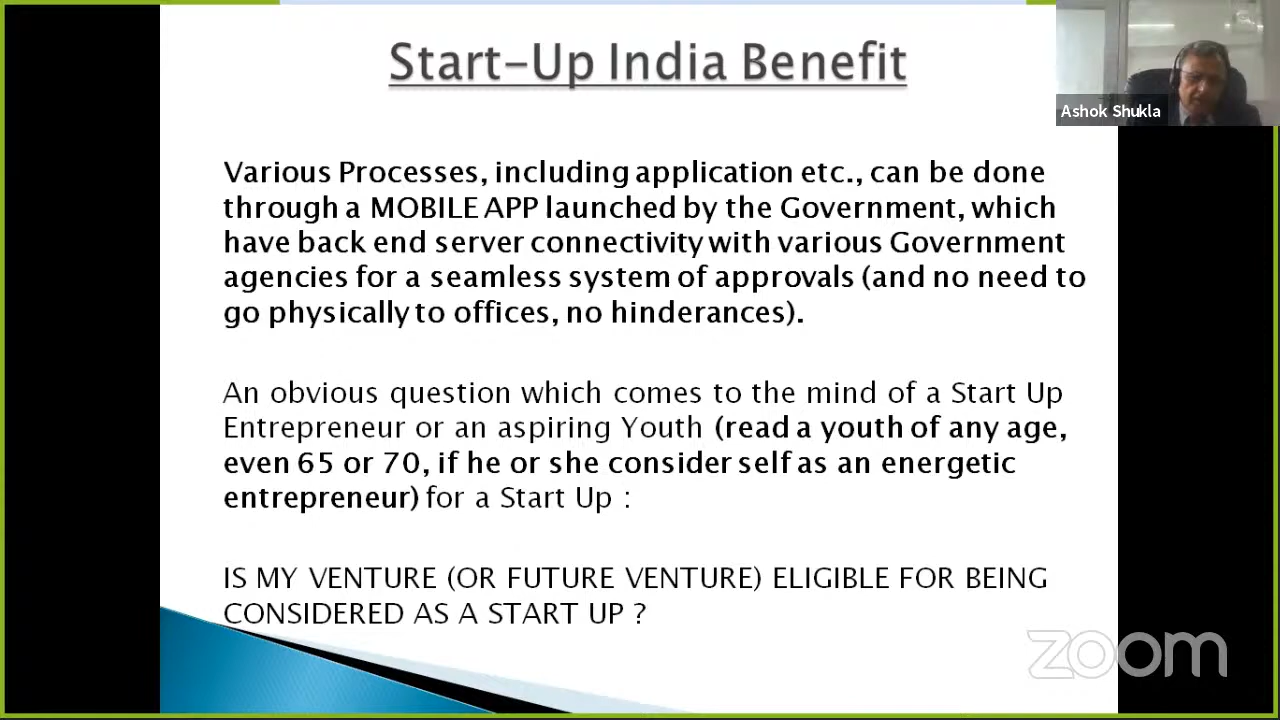 Start-Up India Benefit
Ashok Shukla
Various Processes, including application etc., can be done
through a MOBILE APP launched by the Government, which
have back end server connectivity with various Government
agencies for a seamless system of approvals (and no need to
go physically to offices, no hinderances).
An obvious question which comes to the mind of a Start Up
Entrepreneur or an aspiring Youth (read a youth of any age,
even 65 or 70, if he or she consider self as an energetic
entrepreneur) for a Start Up :
IS MY VENTURE (OR FUTURE VENTURE) ELIGIBLE FOR BEING
CONSIDERED AS A START UP ?
zoom